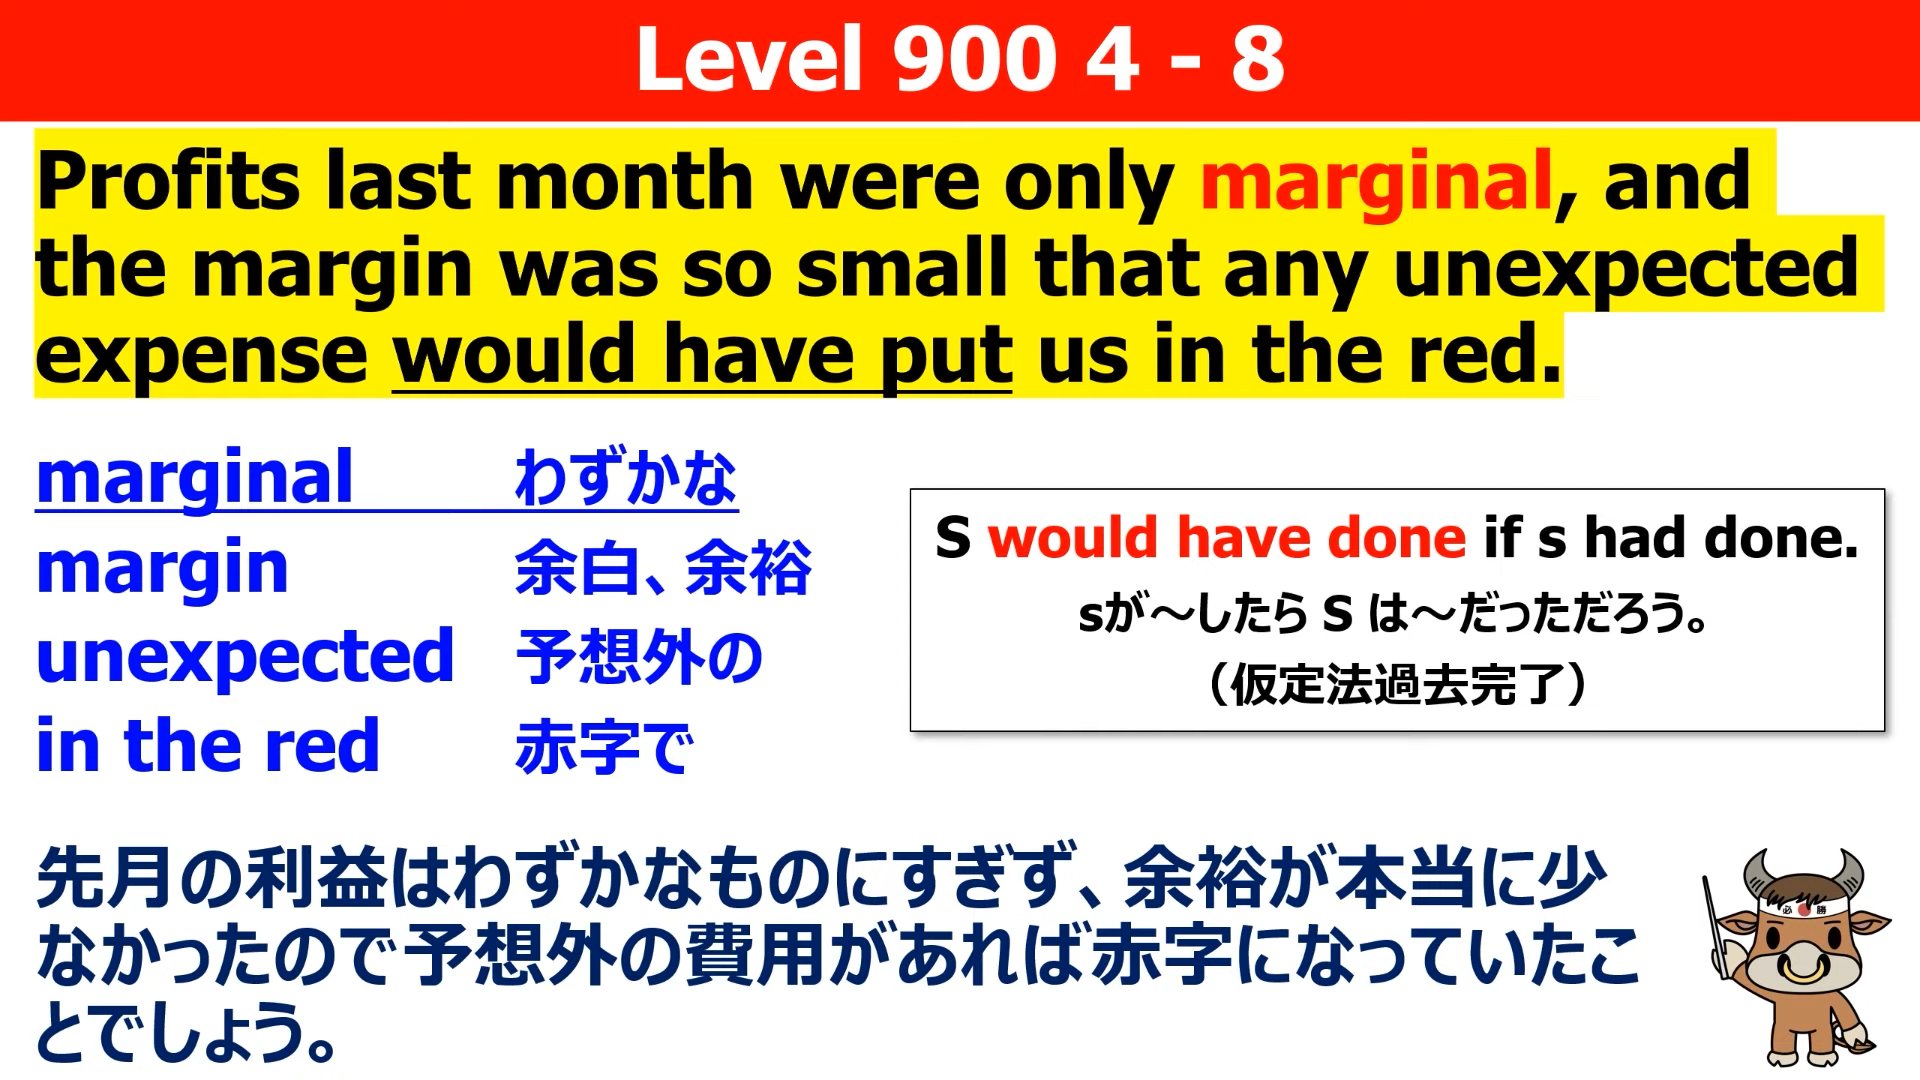 Level 900 4 - 8
Profits last month were only marginal, and
the margin was so small that any unexpected
expense would have put us in the red.
marginal わずかな
margin 余白、余裕
unexpected 予想外の
in the red 赤字で
S would have done if s had done.
sが～したら S は～だっただろう。
（仮定法過去完了）
先月の利益はわずかなものにすぎず、余裕が本当に少
なかったので予想外の費用があれば赤字になっていたこ
とでしょう。
必 勝